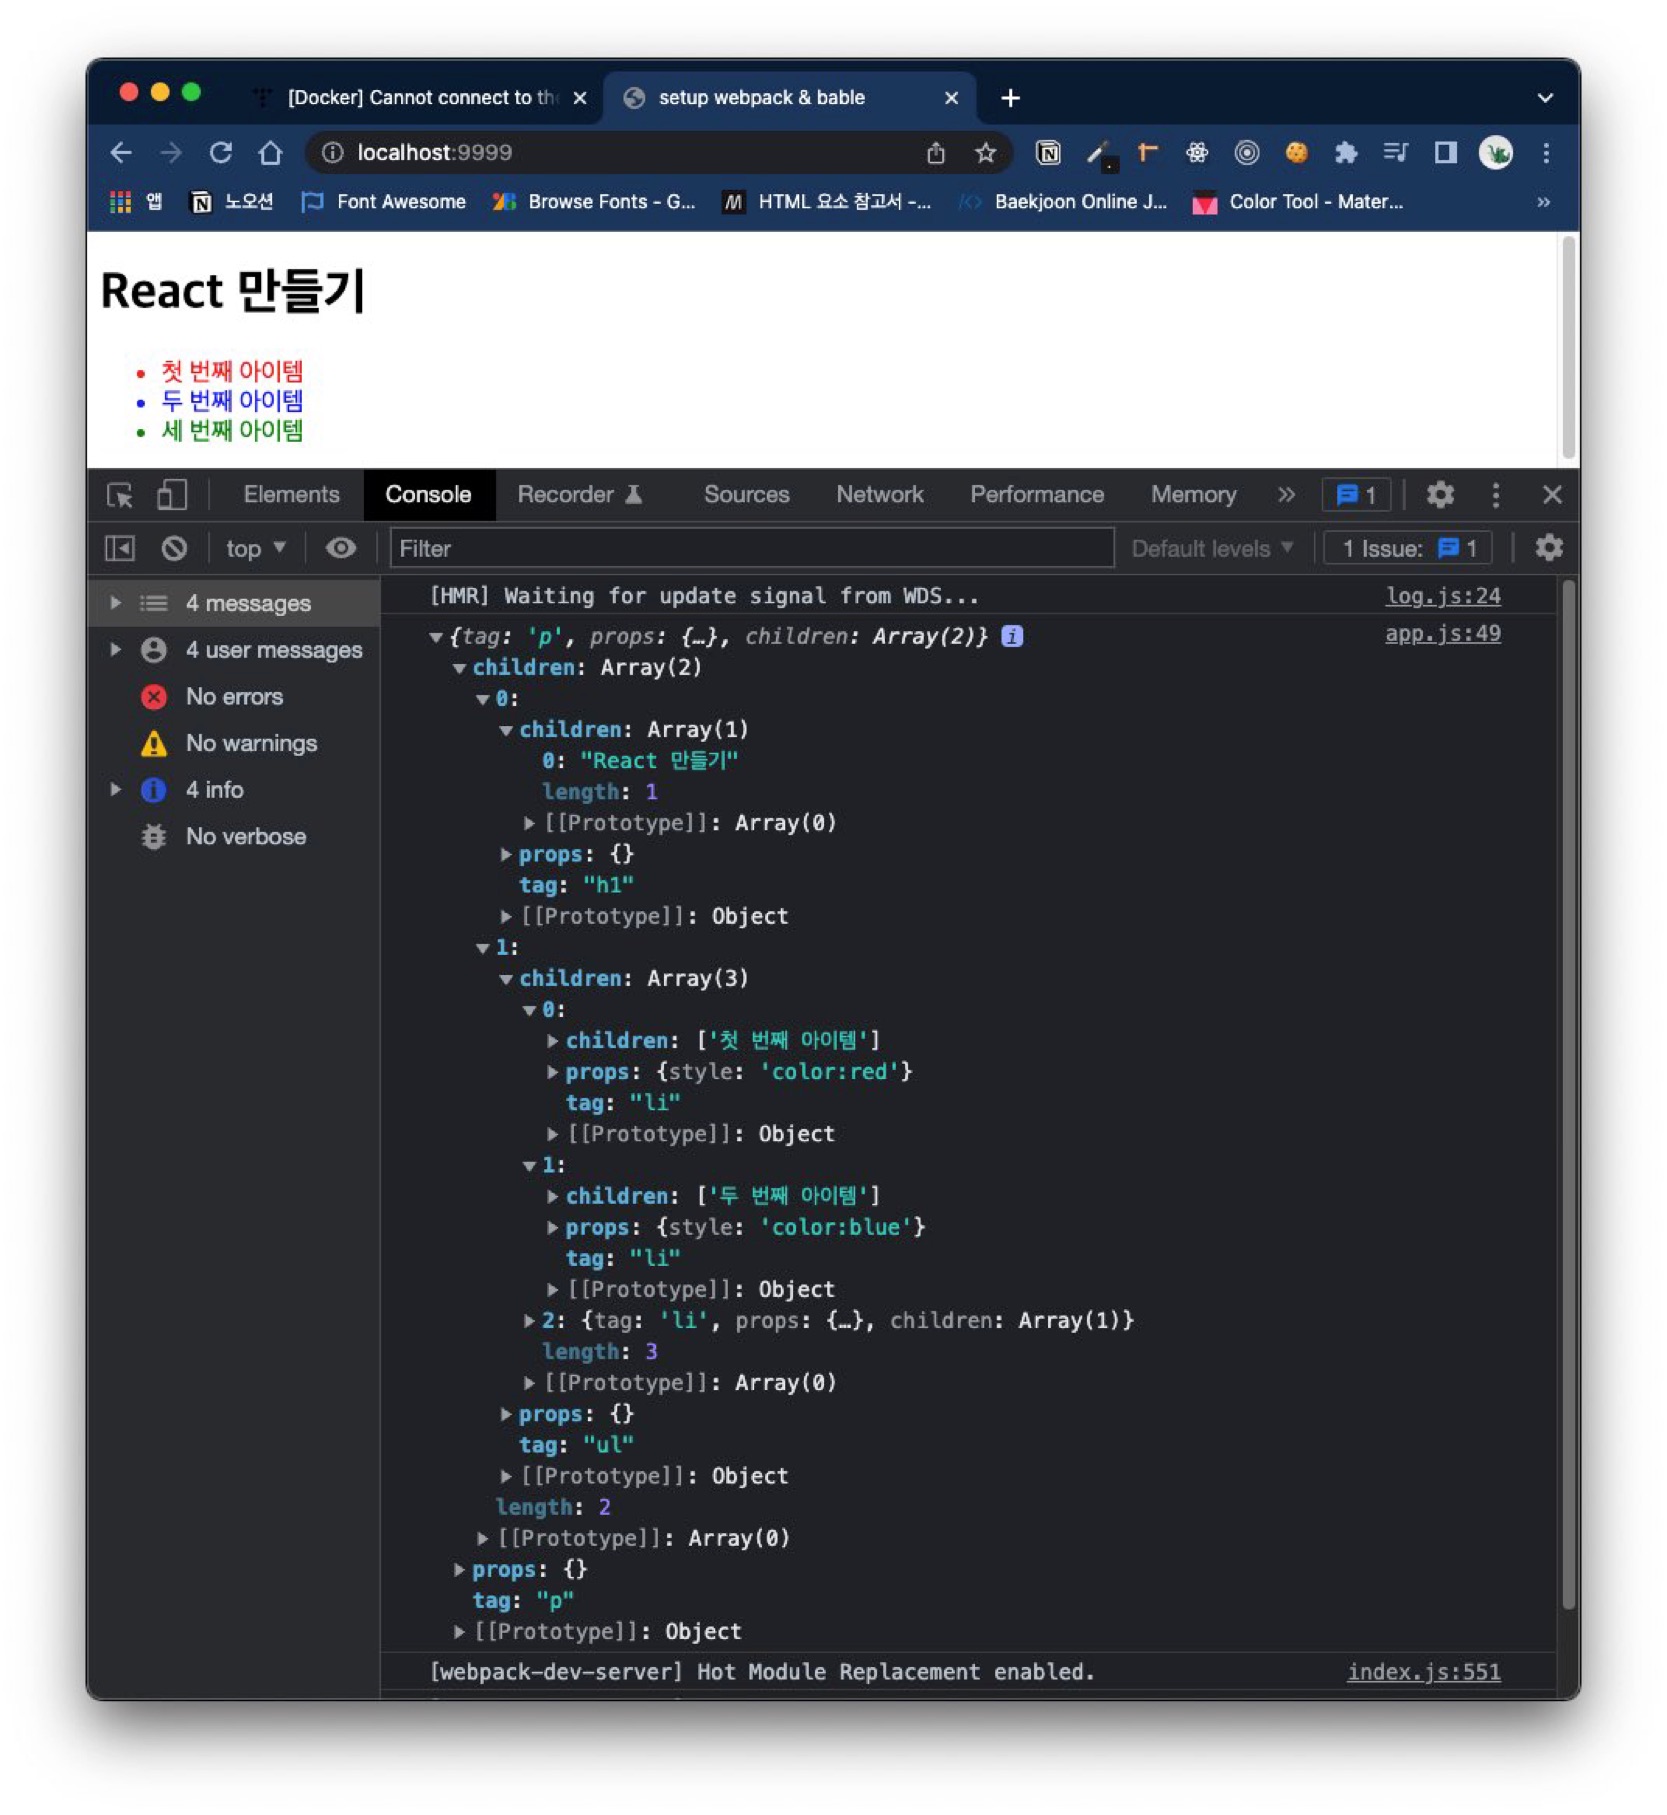 [Docker] Cannot connect to the
setup webpack & bable
localhost:9999
앱 노오션 Font Awesome Browse Fonts - G... HTML 요소 참고서 -... Baekjoon Online J... Color Tool - Mater... »
React 만들기
• 첫 번째 아이템
• 두 번째 아이템
• 세 번째 아이템
Elements Console Recorder Sources Network Performance Memory » 1
top Filter Default levels 1 Issue: 1
4 messages
4 user messages
No errors
No warnings
4 info
No verbose
[HMR] Waiting for update signal from WDS... log.js:24
{tag: 'p', props: {…}, children: Array(2)} i app.js:49
children: Array(2)
0:
children: Array(1)
0: "React 만들기"
length: 1
[[Prototype]]: Array(0)
props: {}
tag: "h1"
[[Prototype]]: Object
1:
children: Array(3)
0:
children: ['첫 번째 아이템']
props: {style: 'color:red'}
tag: "li"
[[Prototype]]: Object
1:
children: ['두 번째 아이템']
props: {style: 'color:blue'}
tag: "li"
[[Prototype]]: Object
2: {tag: 'li', props: {…}, children: Array(1)}
length: 3
[[Prototype]]: Array(0)
props: {}
tag: "ul"
[[Prototype]]: Object
length: 2
[[Prototype]]: Array(0)
props: {}
tag: "p"
[[Prototype]]: Object
[webpack-dev-server] Hot Module Replacement enabled. index.js:551